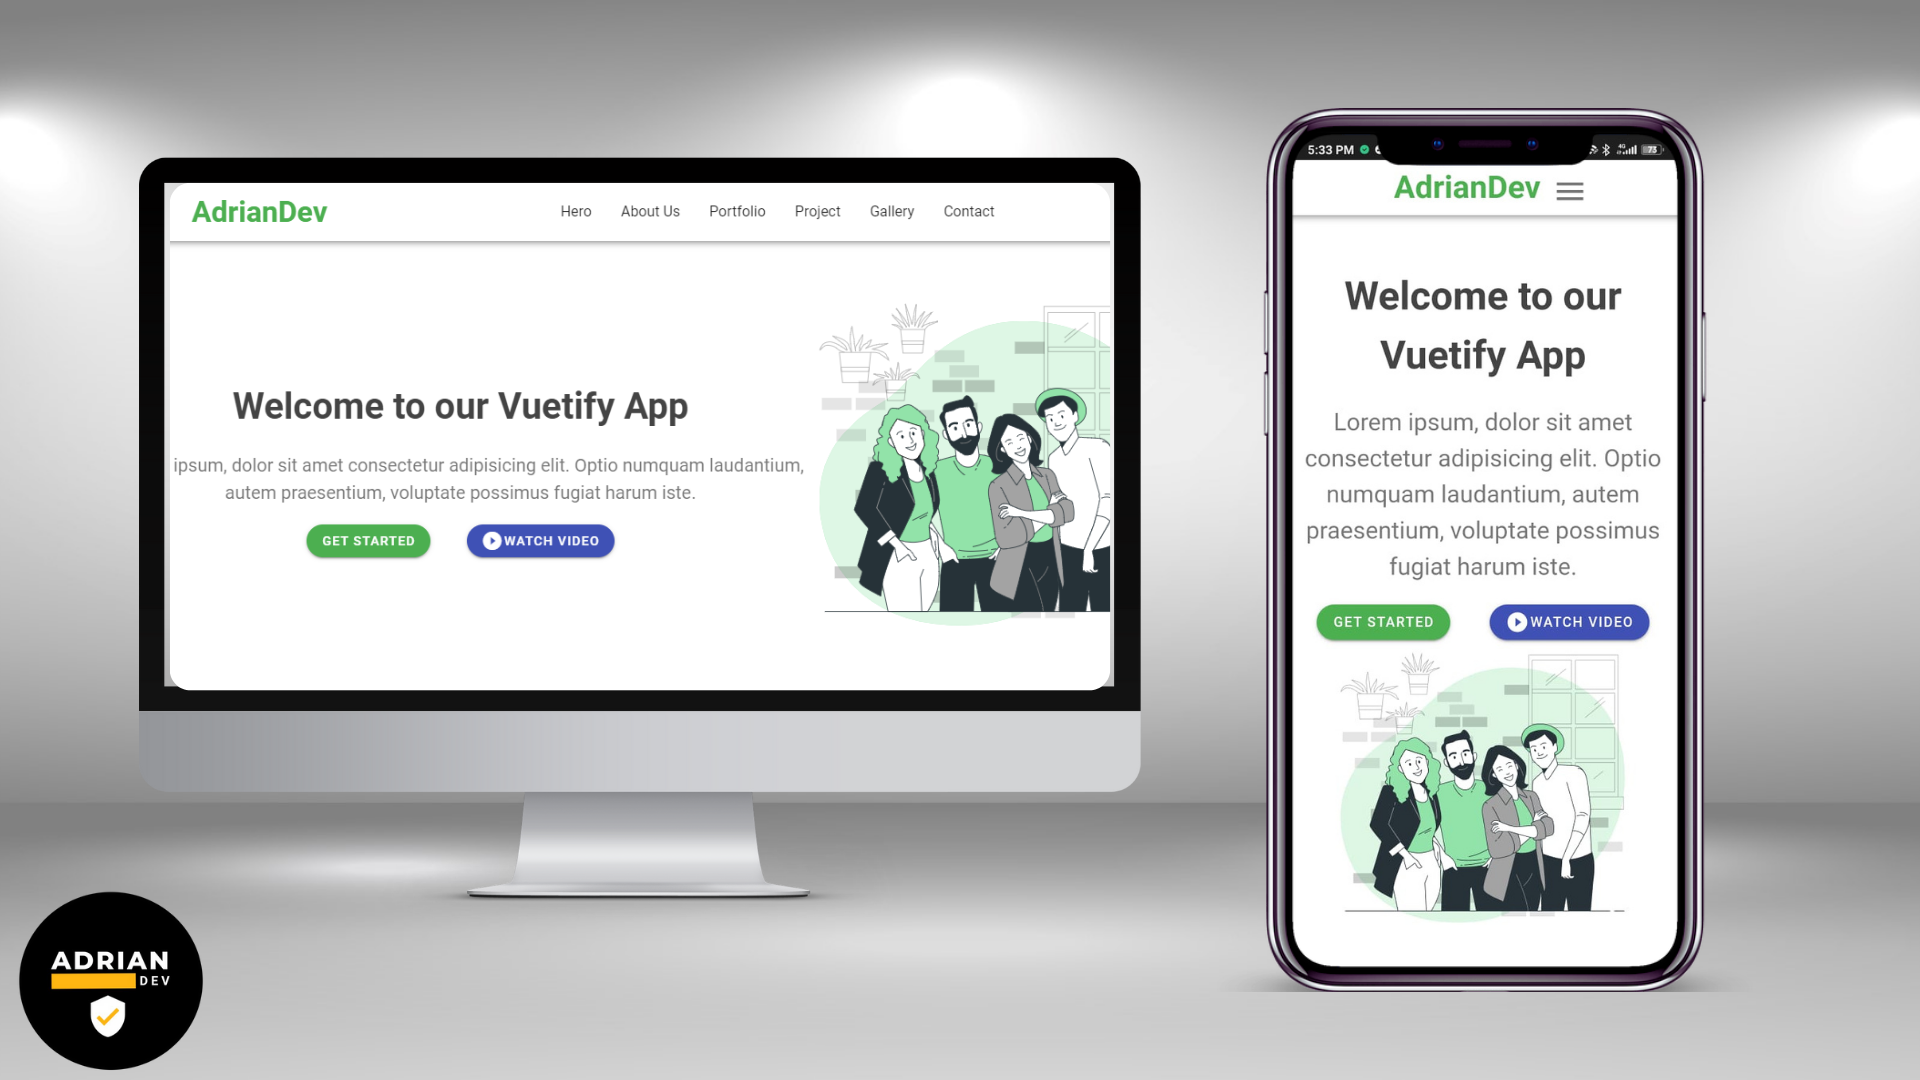 AdrianDev
Hero About Us Portfolio Project Gallery Contact
Welcome to our Vuetify App
ipsum, dolor sit amet consectetur adipisicing elit. Optio numquam laudantium,
autem praesentium, voluptate possimus fugiat harum iste.
GET STARTED
WATCH VIDEO
5:33 PM
4G
73
AdrianDev
Welcome to our
Vuetify App
Lorem ipsum, dolor sit amet
consectetur adipisicing elit. Optio
numquam laudantium, autem
praesentium, voluptate possimus
fugiat harum iste.
GET STARTED
WATCH VIDEO
ADRIAN
DEV